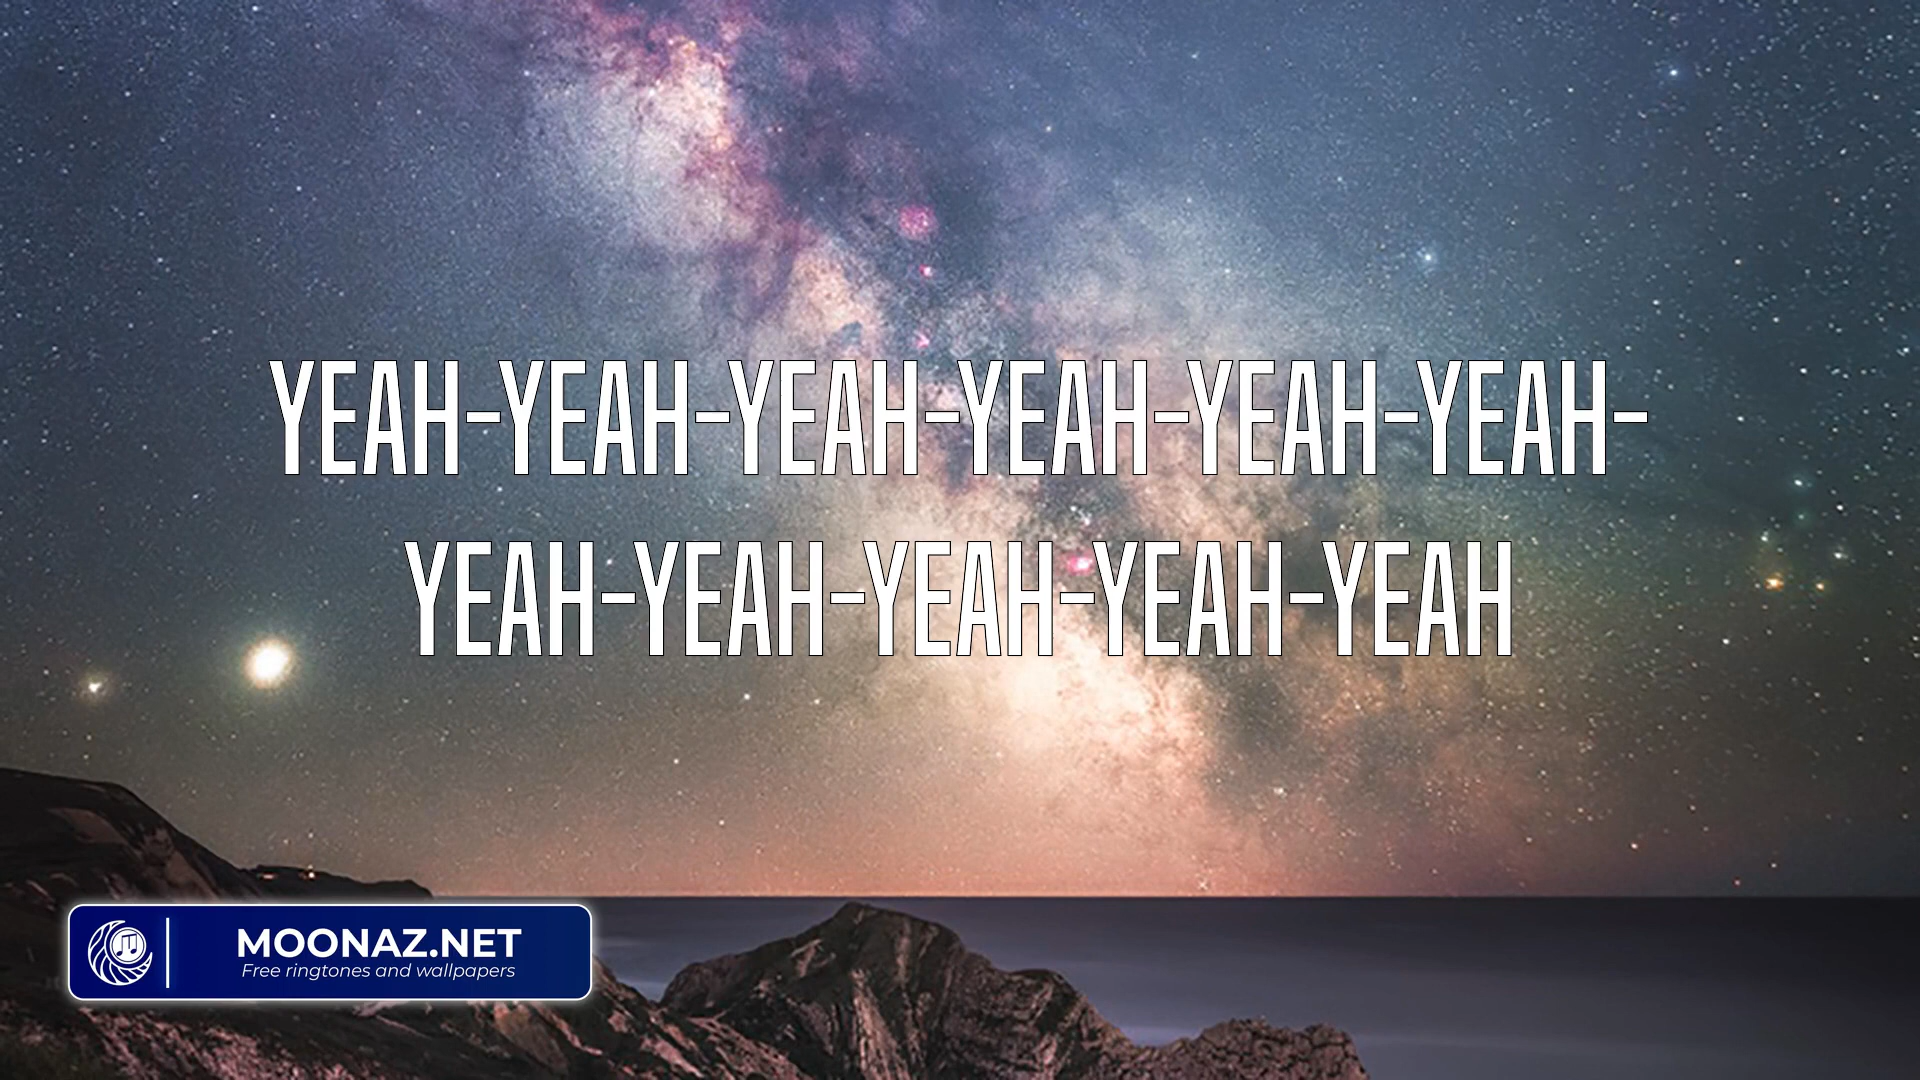 YEAH-YEAH-YEAH-YEAH-YEAH-YEAH-
YEAH-YEAH-YEAH-YEAH-YEAH
MOONAZ.NET
Free ringtones and wallpapers